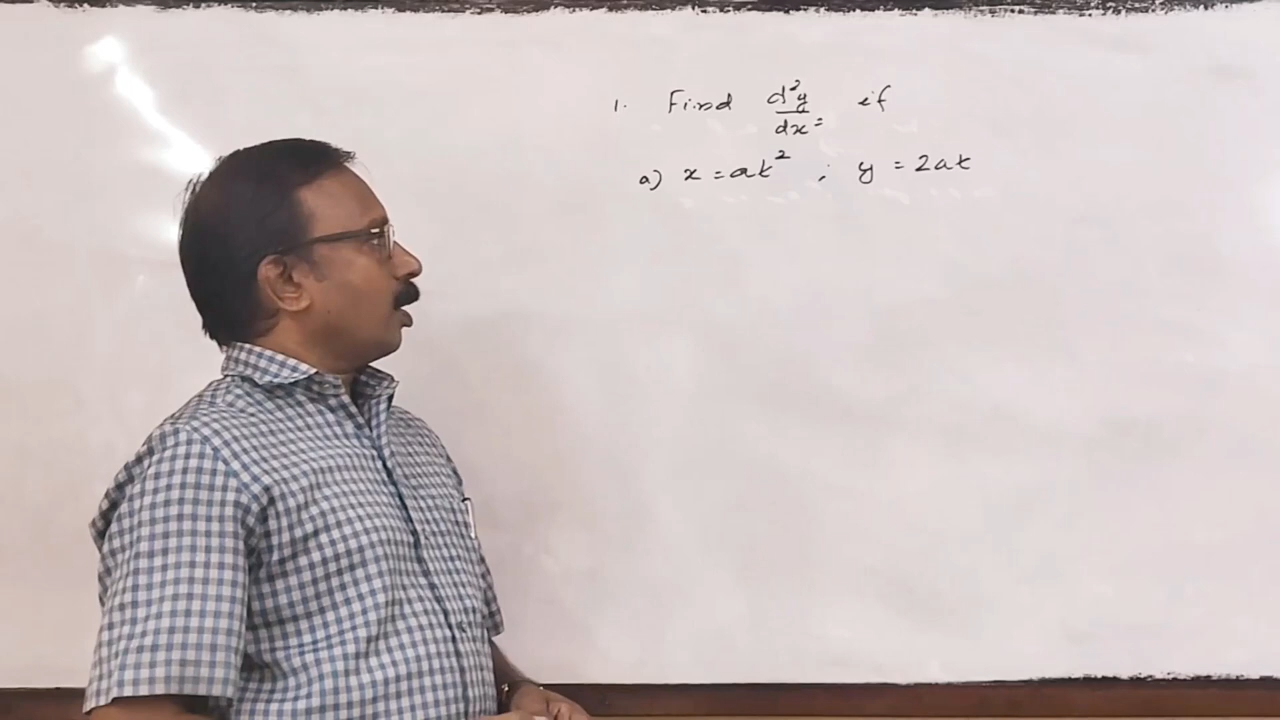 1. Find d²y/dx² if
a) x = at² ; y = 2at